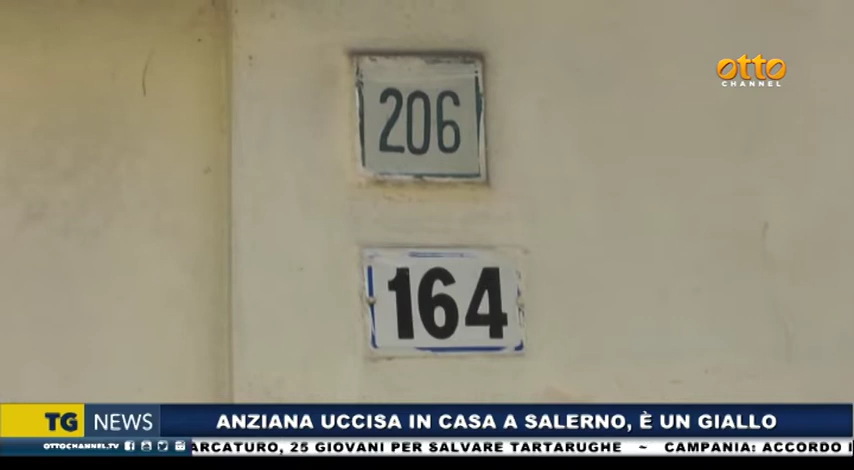 206
otto
CHANNEL
164
TG NEWS
ANZIANA UCCISA IN CASA A SALERNO, È UN GIALLO
OTTOCHANNEL.TV
ARCATURO, 25 GIOVANI PER SALVARE TARTARUGHE ~ CAMPANIA: ACCORDO